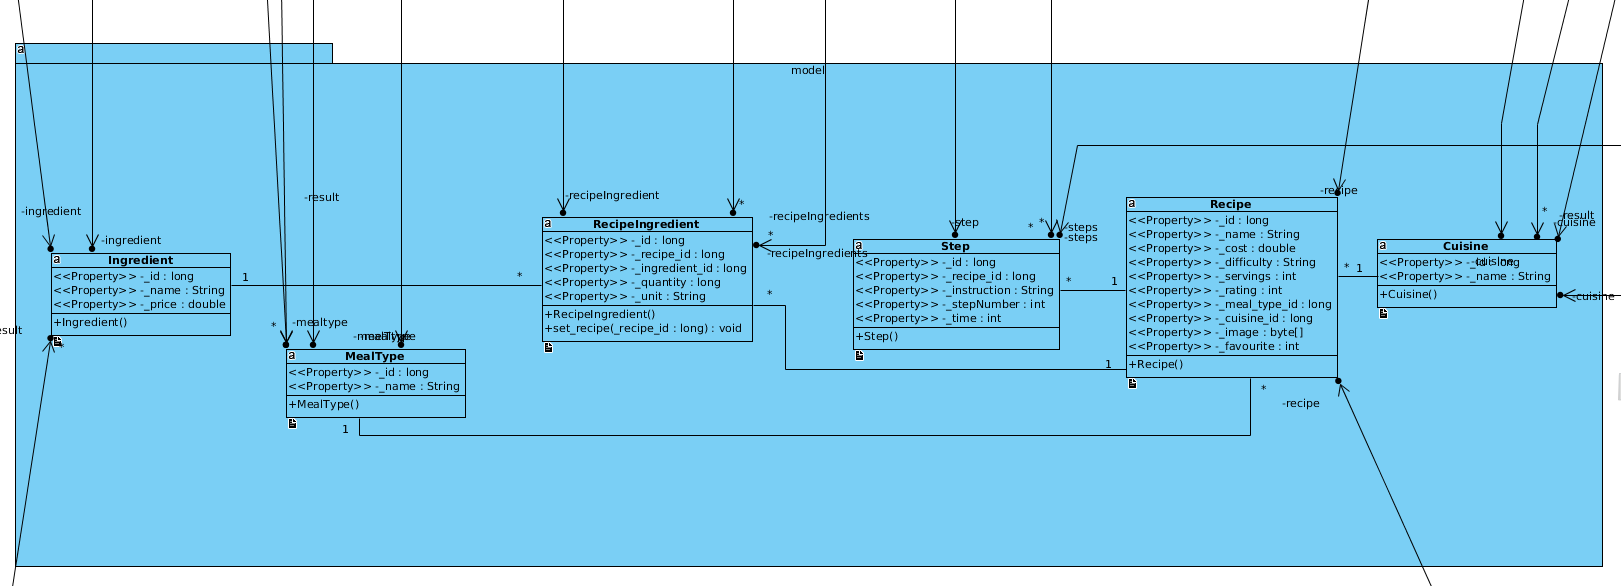 a
model
-result
-recipeIngredient
*
-recipe
-ingredient
-recipeIngredients
*
-recipeIngredients
-step
*
*
-steps
-steps
*
-result
-cuisine
-ingredient
a
Ingredient
<<Property>> -_id : long
<<Property>> -_name : String
<<Property>> -_price : double
+Ingredient()
1
*
*
a
RecipeIngredient
<<Property>> -_id : long
<<Property>> -_recipe_id : long
<<Property>> -_ingredient_id : long
<<Property>> -_quantity : long
<<Property>> -_unit : String
+RecipeIngredient()
+set_recipe(_recipe_id : long) : void
*
1
a
Step
<<Property>> -_id : long
<<Property>> -_recipe_id : long
<<Property>> -_instruction : String
<<Property>> -_stepNumber : int
<<Property>> -_time : int
+Step()
*
1
a
Recipe
<<Property>> -_id : long
<<Property>> -_name : String
<<Property>> -_cost : double
<<Property>> -_difficulty : String
<<Property>> -_servings : int
<<Property>> -_rating : int
<<Property>> -_meal_type_id : long
<<Property>> -_cuisine_id : long
<<Property>> -_image : byte[]
<<Property>> -_favourite : int
+Recipe()
*
1
a
Cuisine
<<Property>> -_id : long
-cuisine
<<Property>> -_name : String
+Cuisine()
-cuisine
*
-mealtype
-mealType
a
MealType
<<Property>> -_id : long
<<Property>> -_name : String
+MealType()
1
*
-recipe